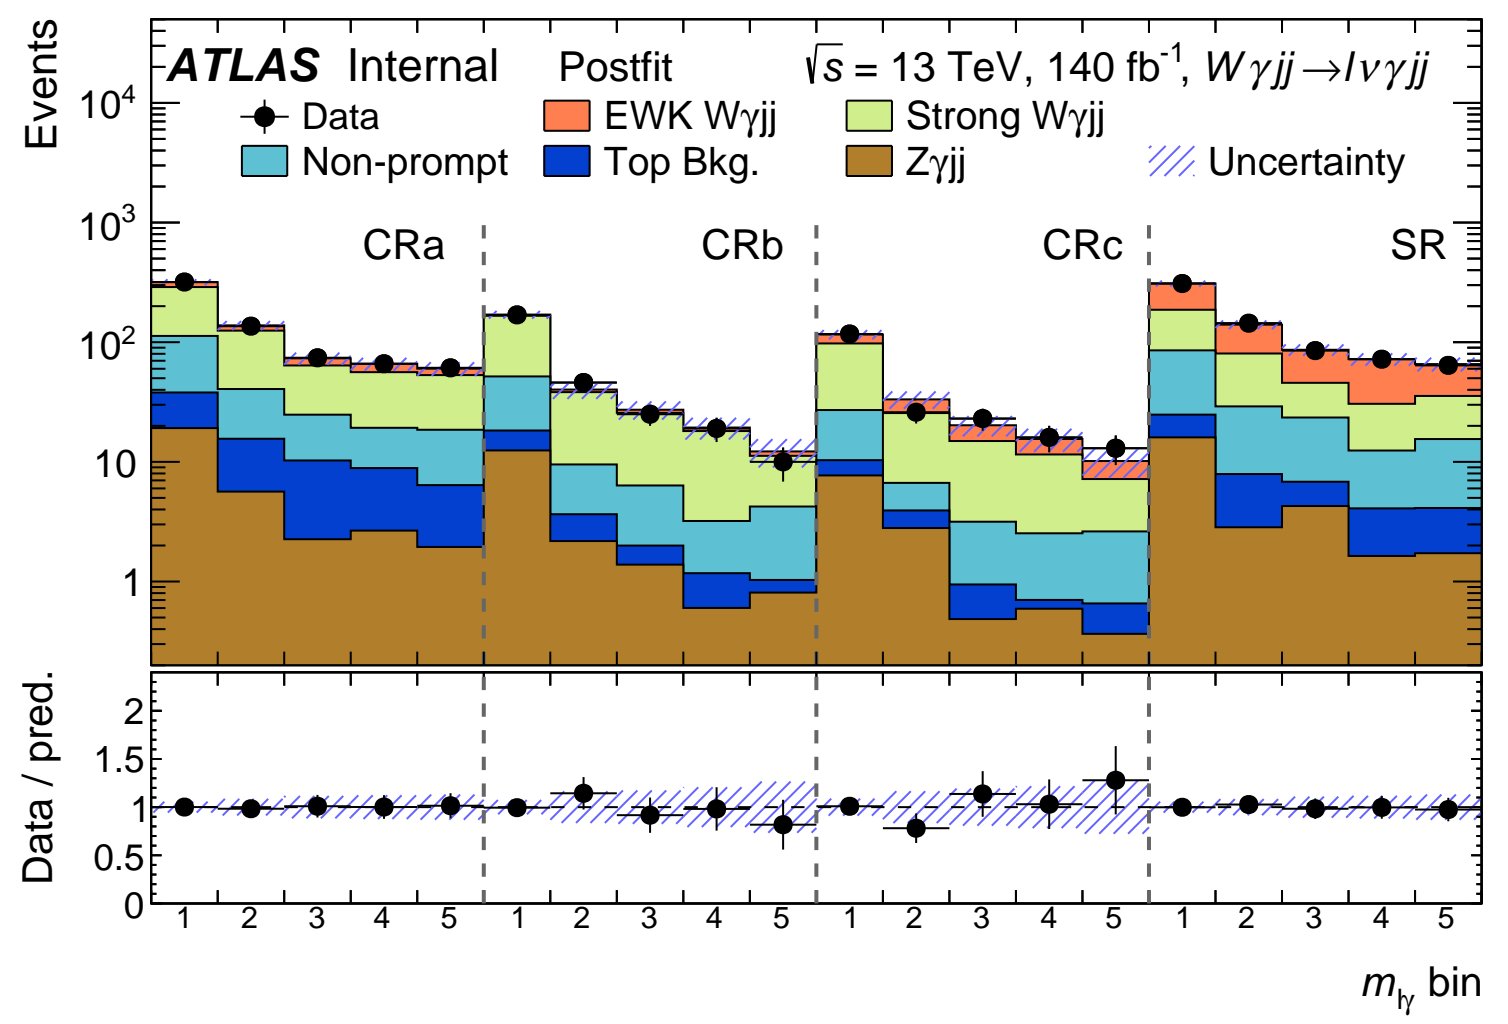 Events
ATLAS Internal Postfit √s = 13 TeV, 140 fb⁻¹, Wγjj→lνγjj
Data EWK Wγjj Strong Wγjj
Non-prompt Top Bkg. Zγjj Uncertainty
CRa CRb CRc SR
10⁴
10³
10²
10
1
Data / pred.
2
1.5
1
0.5
0
1 2 3 4 5 1 2 3 4 5 1 2 3 4 5 1 2 3 4 5
m_lγ bin